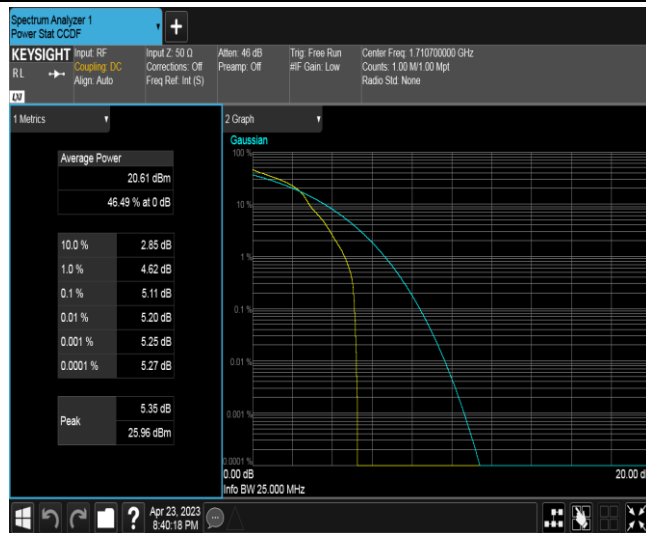 Spectrum Analyzer 1
Power Stat CCDF
KEYSIGHT
RL
Input: RF
Coupling: DC
Align: Auto
Input Z: 50 Ω
Corrections: Off
Freq Ref: Int (S)
Atten: 46 dB
Preamp: Off
Trig: Free Run
#IF Gain: Low
Center Freq: 1.710700000 GHz
Counts: 1.00 M/1.00 Mpt
Radio Std: None
1 Metrics
Average Power
20.61 dBm
46.49 % at 0 dB
10.0 % 2.85 dB
1.0 % 4.62 dB
0.1 % 5.11 dB
0.01 % 5.20 dB
0.001 % 5.25 dB
0.0001 % 5.27 dB
Peak
5.35 dB
25.96 dBm
2 Graph
Gaussian
100 %
10 %
1 %
0.1 %
0.01 %
0.001 %
0.0001 %
0.00 dB
20.00 d
Info BW 25.000 MHz
Apr 23, 2023
8:40:18 PM